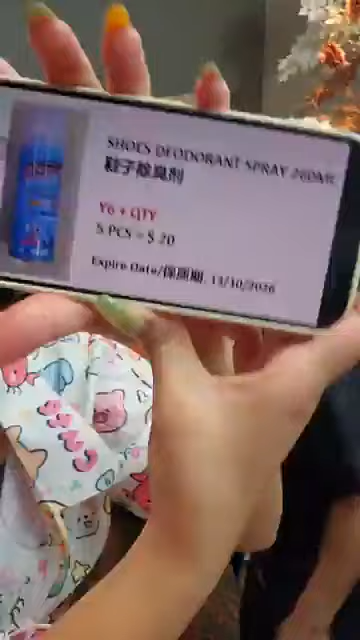 SHOES DEODORANT SPRAY 260ML
鞋子除臭剂
Y6 + QTY
5 PCS = $ 20
Expire Date/保质期, 13/10/2026